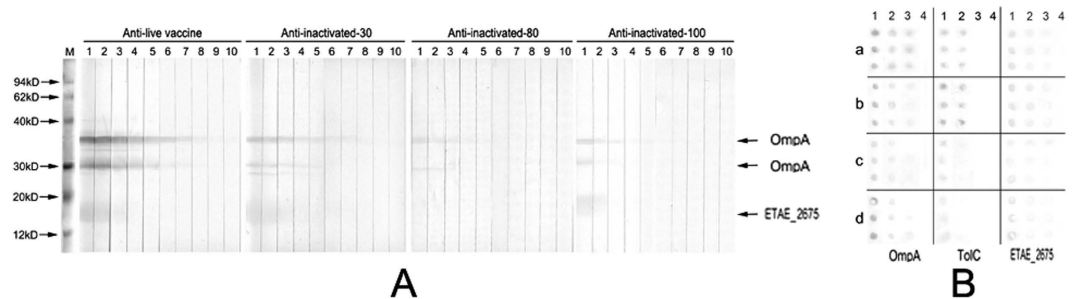 Anti-live vaccine Anti-inactivated-30 Anti-inactivated-80 Anti-inactivated-100
M 1 2 3 4 5 6 7 8 9 10 1 2 3 4 5 6 7 8 9 10 1 2 3 4 5 6 7 8 9 10 1 2 3 4 5 6 7 8 9 10
94kD
62kD
40kD
30kD
20kD
12kD
OmpA
OmpA
ETAE_2675
A
1 2 3 4 1 2 3 4 1 2 3 4
a
b
c
d
OmpA TolC ETAE_2675
B